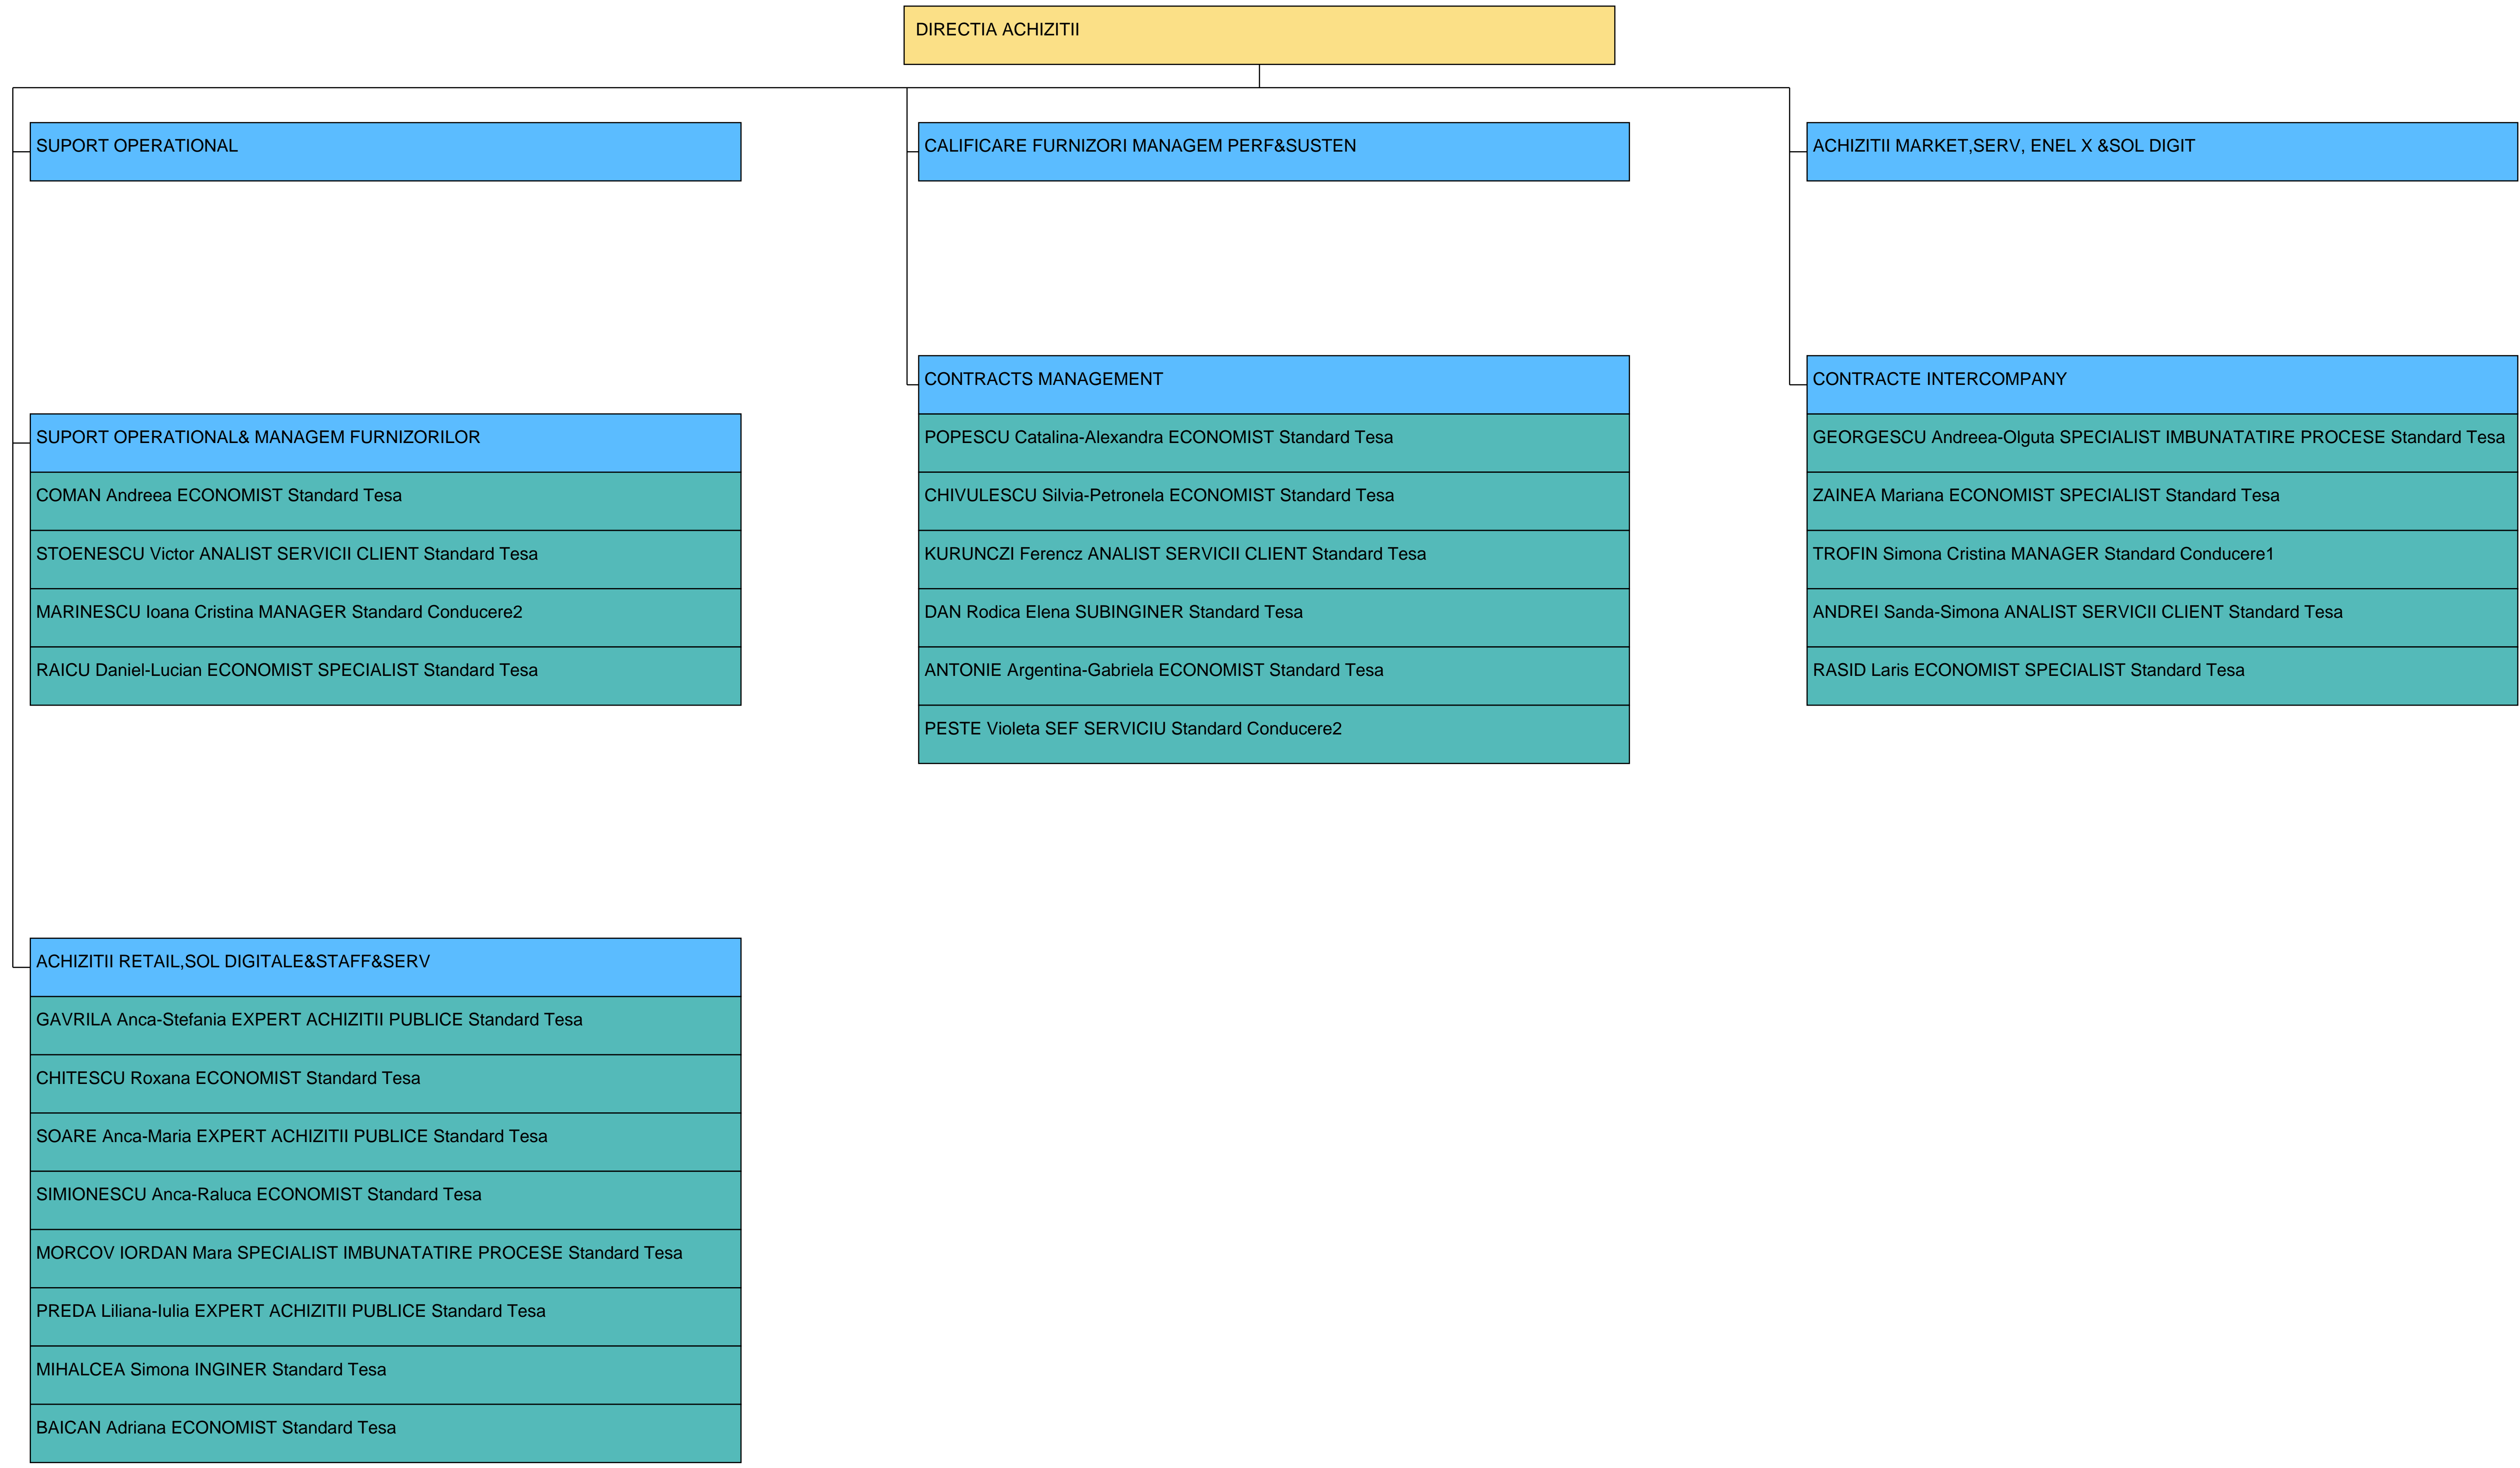 DIRECTIA ACHIZITII
SUPORT OPERATIONAL
CALIFICARE FURNIZORI MANAGEM PERF&SUSTEN
ACHIZITII MARKET,SERV, ENEL X &SOL DIGIT
SUPORT OPERATIONAL& MANAGEM FURNIZORILOR
COMAN Andreea ECONOMIST Standard Tesa
STOENESCU Victor ANALIST SERVICII CLIENT Standard Tesa
MARINESCU Ioana Cristina MANAGER Standard Conducere2
RAICU Daniel-Lucian ECONOMIST SPECIALIST Standard Tesa
CONTRACTS MANAGEMENT
POPESCU Catalina-Alexandra ECONOMIST Standard Tesa
CHIVULESCU Silvia-Petronela ECONOMIST Standard Tesa
KURUNCZI Ferencz ANALIST SERVICII CLIENT Standard Tesa
DAN Rodica Elena SUBINGINER Standard Tesa
ANTONIE Argentina-Gabriela ECONOMIST Standard Tesa
PESTE Violeta SEF SERVICIU Standard Conducere2
CONTRACTE INTERCOMPANY
GEORGESCU Andreea-Olguta SPECIALIST IMBUNATATIRE PROCESE Standard Tesa
ZAINEA Mariana ECONOMIST SPECIALIST Standard Tesa
TROFIN Simona Cristina MANAGER Standard Conducere1
ANDREI Sanda-Simona ANALIST SERVICII CLIENT Standard Tesa
RASID Laris ECONOMIST SPECIALIST Standard Tesa
ACHIZITII RETAIL,SOL DIGITALE&STAFF&SERV
GAVRILA Anca-Stefania EXPERT ACHIZITII PUBLICE Standard Tesa
CHITESCU Roxana ECONOMIST Standard Tesa
SOARE Anca-Maria EXPERT ACHIZITII PUBLICE Standard Tesa
SIMIONESCU Anca-Raluca ECONOMIST Standard Tesa
MORCOV IORDAN Mara SPECIALIST IMBUNATATIRE PROCESE Standard Tesa
PREDA Liliana-Iulia EXPERT ACHIZITII PUBLICE Standard Tesa
MIHALCEA Simona INGINER Standard Tesa
BAICAN Adriana ECONOMIST Standard Tesa